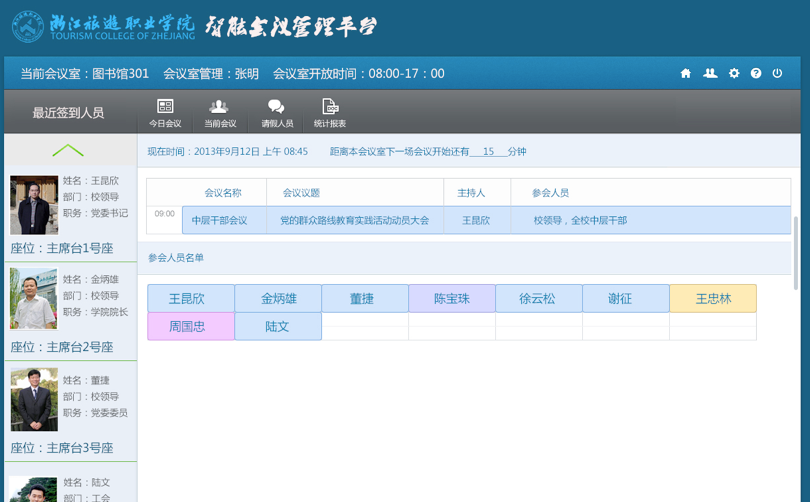 浙江旅遊职业学院 智能会议管理平台
TOURISM COLLEGE OF ZHEJIANG
当前会议室：图书馆301 会议室管理：张明 会议室开放时间：08:00-17：00
最近签到人员
今日会议 当前会议 请假人员 统计报表
现在时间：2013年9月12日 上午 08:45 距离本会议室下一场会议开始还有 15 分钟
会议名称 会议议题 主持人 参会人员
09:00 中层干部会议 党的群众路线教育实践活动动员大会 王昆欣 校领导，全校中层干部
参会人员名单
王昆欣 金炳雄 董捷 陈宝珠 徐云松 谢征 王忠林
周国忠 陆文
姓名：王昆欣
部门：校领导
职务：党委书记
座位：主席台1号座
姓名：金炳雄
部门：校领导
职务：学院院长
座位：主席台2号座
姓名：董捷
部门：校领导
职务：党委委员
座位：主席台3号座
姓名：陆文
部门：工会